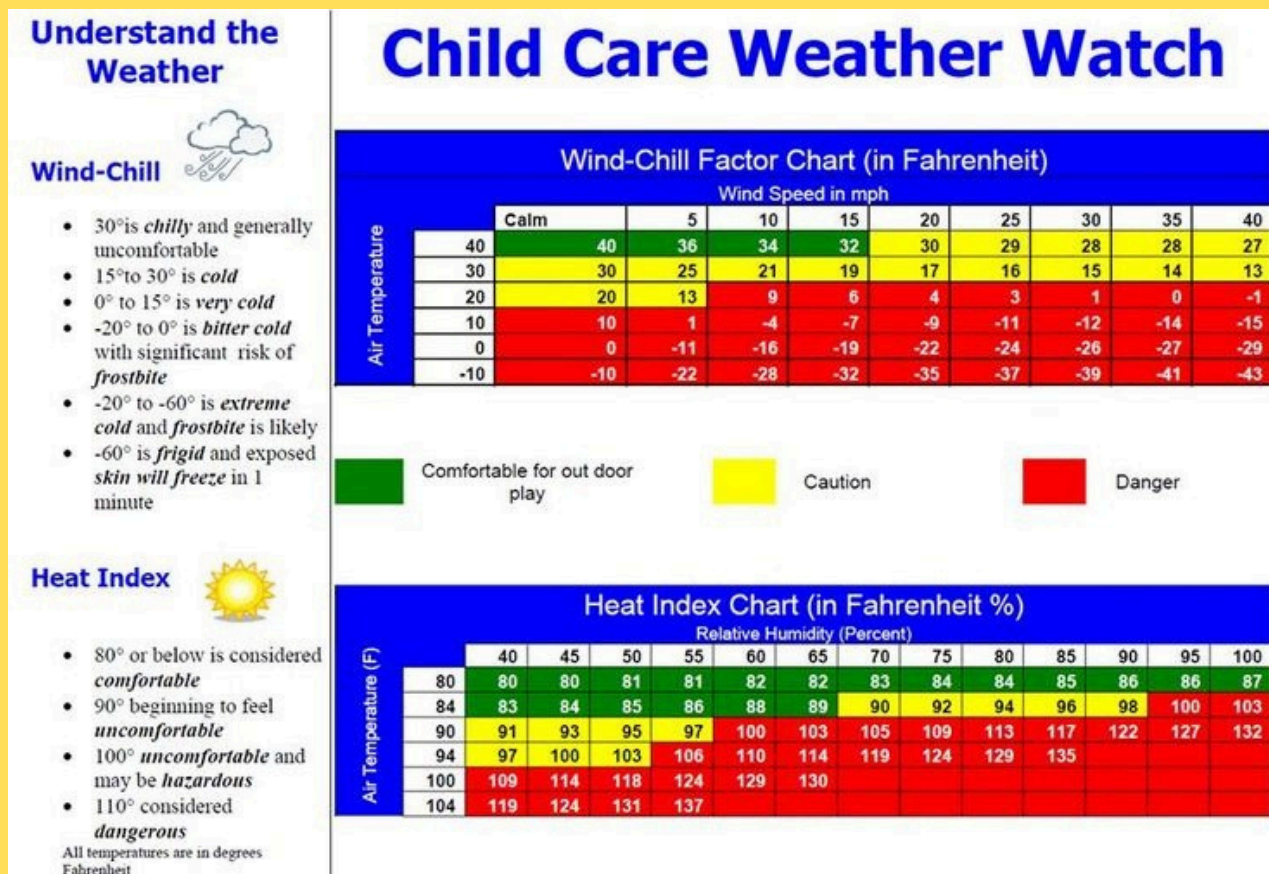 Understand the
Weather
Wind-Chill
• 30°is chilly and generally
uncomfortable
• 15°to 30° is cold
• 0° to 15° is very cold
• -20° to 0° is bitter cold
with significant risk of
frostbite
• -20° to -60° is extreme
cold and frostbite is likely
• -60° is frigid and exposed
skin will freeze in 1
minute
Heat Index
• 80° or below is considered
comfortable
• 90° beginning to feel
uncomfortable
• 100° uncomfortable and
may be hazardous
• 110° considered
dangerous
All temperatures are in degrees
Fahrenheit
Child Care Weather Watch
Wind-Chill Factor Chart (in Fahrenheit)
Wind Speed in mph
Air Temperature
Calm 5 10 15 20 25 30 35 40
40 40 36 34 32 30 29 28 28 27
30 30 25 21 19 17 16 15 14 13
20 20 13 9 6 4 3 1 0 -1
10 10 1 -4 -7 -9 -11 -12 -14 -15
0 0 -11 -16 -19 -22 -24 -26 -27 -29
-10 -10 -22 -28 -32 -35 -37 -39 -41 -43
Comfortable for out door
play
Caution
Danger
Heat Index Chart (in Fahrenheit %)
Relative Humidity (Percent)
Air Temperature (F)
40 45 50 55 60 65 70 75 80 85 90 95 100
80 80 80 81 81 82 82 83 84 84 85 86 86 87
84 83 84 85 86 88 89 90 92 94 96 98 100 103
90 91 93 95 97 100 103 105 109 113 117 122 127 132
94 97 100 103 106 110 114 119 124 129 135
100 109 114 118 124 129 130
104 119 124 131 137